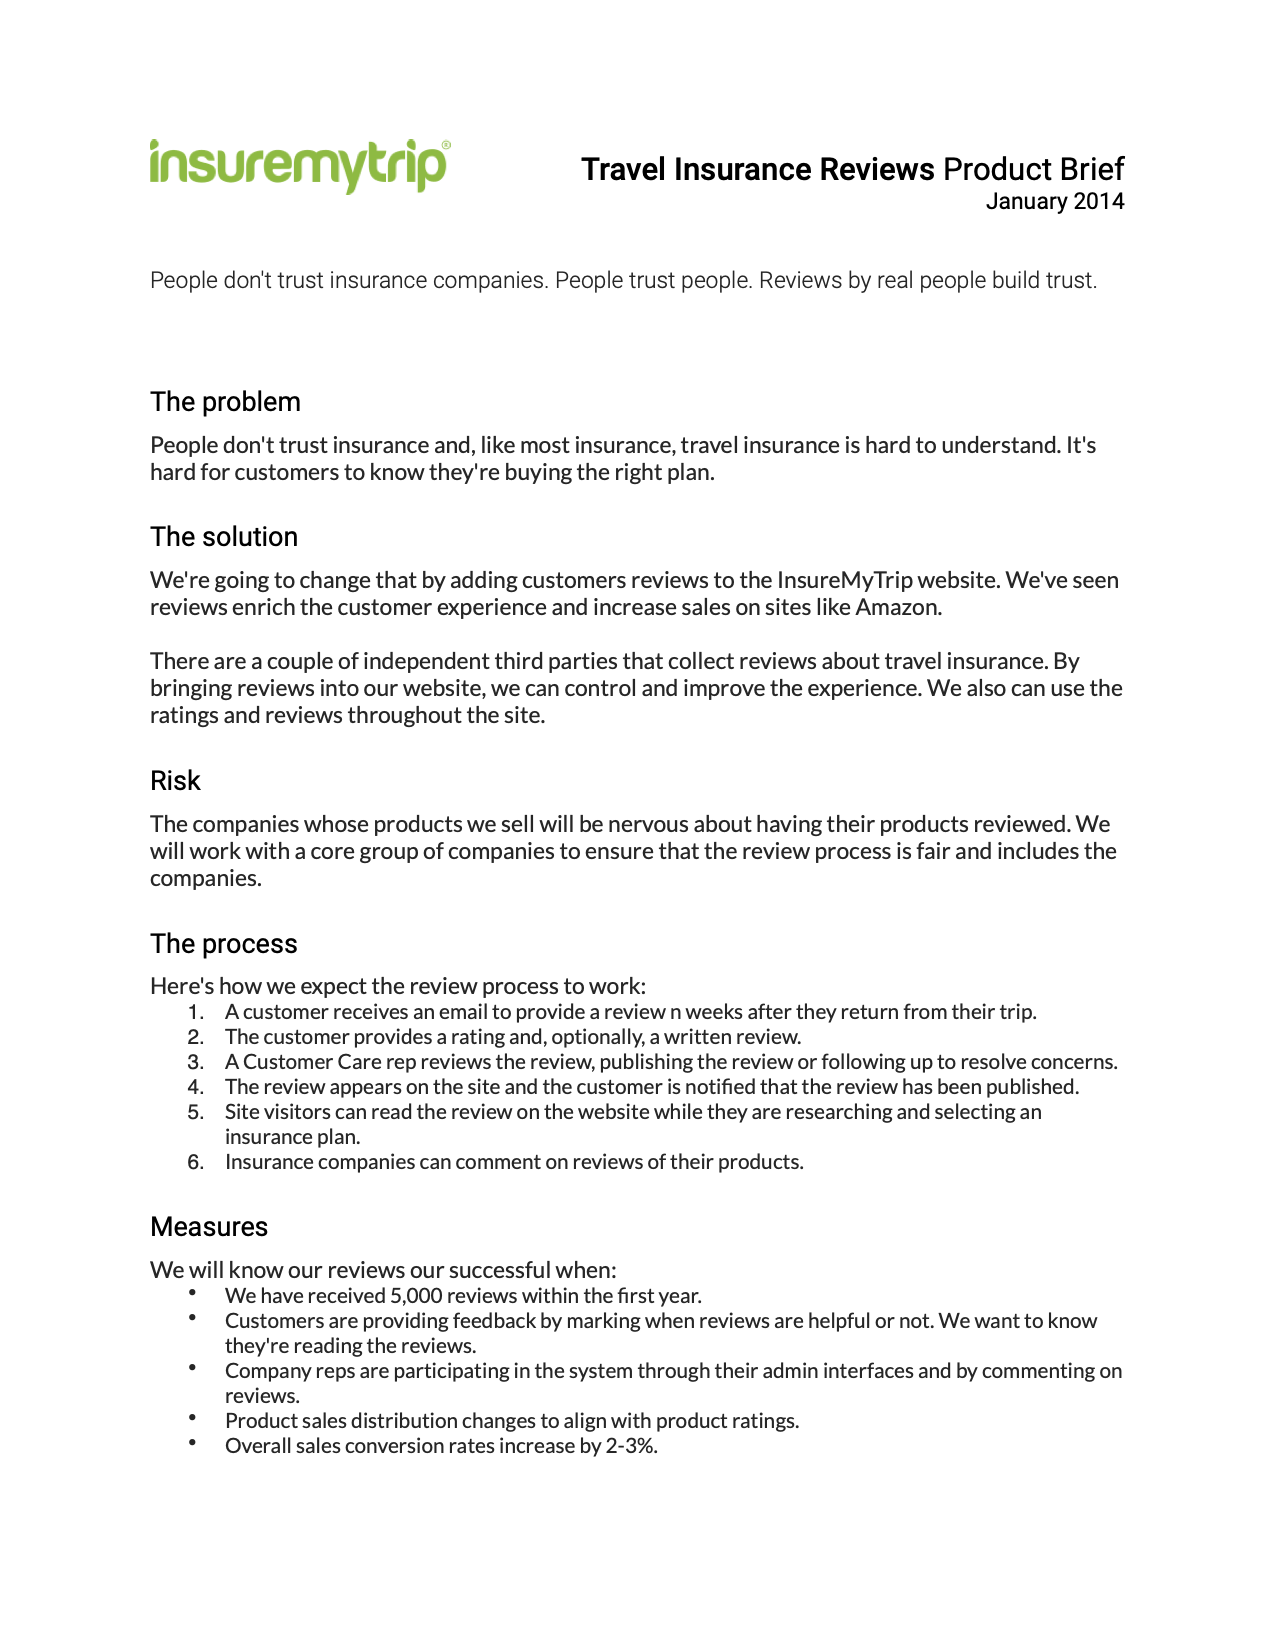 insuremytrip®
Travel Insurance Reviews Product Brief
January 2014
People don't trust insurance companies. People trust people. Reviews by real people build trust.
The problem
People don't trust insurance and, like most insurance, travel insurance is hard to understand. It's
hard for customers to know they're buying the right plan.
The solution
We're going to change that by adding customers reviews to the InsureMyTrip website. We've seen
reviews enrich the customer experience and increase sales on sites like Amazon.
There are a couple of independent third parties that collect reviews about travel insurance. By
bringing reviews into our website, we can control and improve the experience. We also can use the
ratings and reviews throughout the site.
Risk
The companies whose products we sell will be nervous about having their products reviewed. We
will work with a core group of companies to ensure that the review process is fair and includes the
companies.
The process
Here's how we expect the review process to work:
1. A customer receives an email to provide a review n weeks after they return from their trip.
2. The customer provides a rating and, optionally, a written review.
3. A Customer Care rep reviews the review, publishing the review or following up to resolve concerns.
4. The review appears on the site and the customer is notified that the review has been published.
5. Site visitors can read the review on the website while they are researching and selecting an
insurance plan.
6. Insurance companies can comment on reviews of their products.
Measures
We will know our reviews our successful when:
• We have received 5,000 reviews within the first year.
• Customers are providing feedback by marking when reviews are helpful or not. We want to know
they're reading the reviews.
• Company reps are participating in the system through their admin interfaces and by commenting on
reviews.
• Product sales distribution changes to align with product ratings.
• Overall sales conversion rates increase by 2-3%.